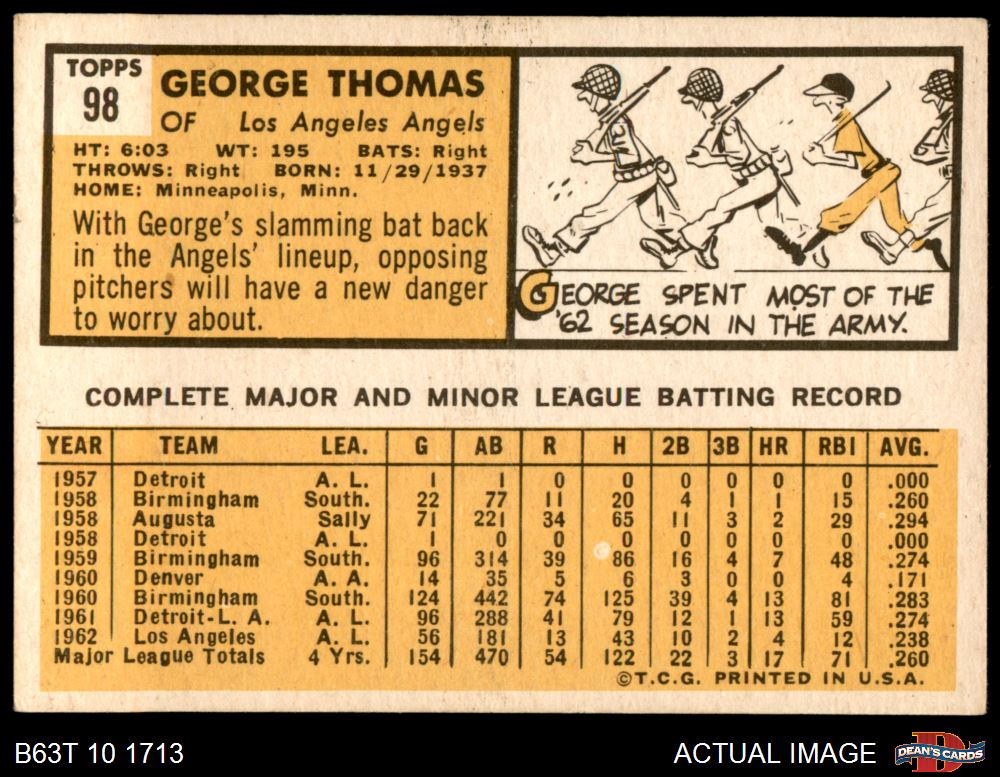 TOPPS
98
GEORGE THOMAS
OF Los Angeles Angels
HT: 6:03 WT: 195 BATS: Right
THROWS: Right BORN: 11/29/1937
HOME: Minneapolis, Minn.
With George's slamming bat back
in the Angels' lineup, opposing
pitchers will have a new danger
to worry about.
GEORGE SPENT MOST OF THE
'62 SEASON IN THE ARMY.
COMPLETE MAJOR AND MINOR LEAGUE BATTING RECORD
YEAR TEAM LEA. G AB R H 2B 3B HR RBI AVG.
1957 Detroit A. L. 1 1 0 0 0 0 0 0 .000
1958 Birmingham South. 22 77 11 20 4 1 1 15 .260
1958 Augusta Sally 71 221 34 65 11 3 2 29 .294
1958 Detroit A. L. 1 0 0 0 0 0 0 0 .000
1959 Birmingham South. 96 314 39 86 16 4 7 48 .274
1960 Denver A. A. 14 35 5 6 3 0 0 4 .171
1960 Birmingham South. 124 442 74 125 39 4 13 81 .283
1961 Detroit-L. A. A. L. 96 288 41 79 12 1 13 59 .274
1962 Los Angeles A. L. 56 181 13 43 10 2 4 12 .238
Major League Totals 4 Yrs. 154 470 54 122 22 3 17 71 .260
©T.C.G. PRINTED IN U.S.A.
B63T 10 1713
ACTUAL IMAGE
DEAN'S CARDS